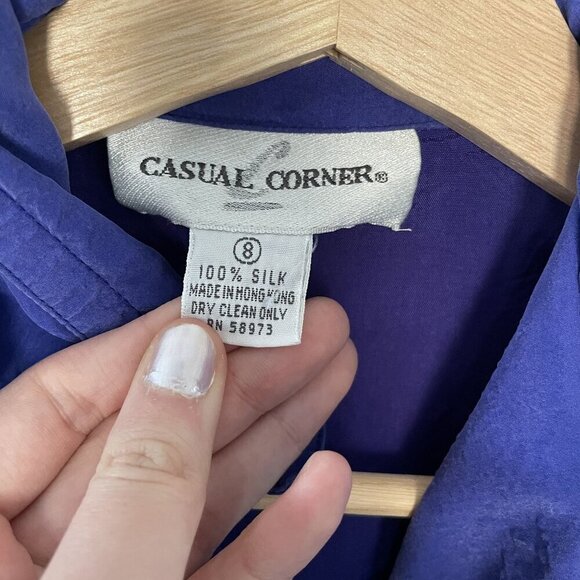 CASUAL CORNER®
8
100% SILK
MADE IN HONG KONG
DRY CLEAN ONLY
RN 58973